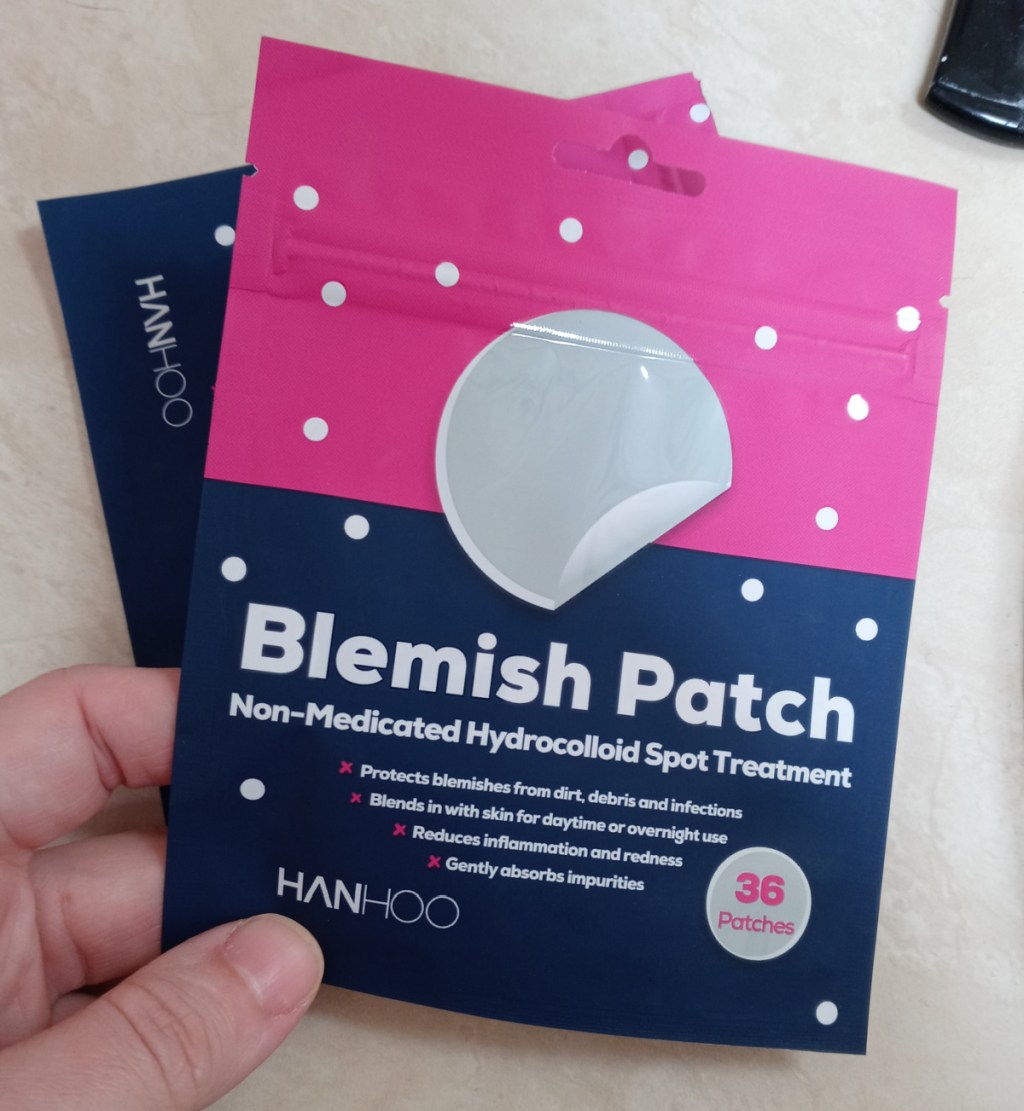 HANHOO
Blemish Patch
Non-Medicated Hydrocolloid Spot Treatment
Protects blemishes from dirt, debris and infections
Blends in with skin for daytime or overnight use
Reduces inflammation and redness
Gently absorbs impurities
36
Patches
HANHOO